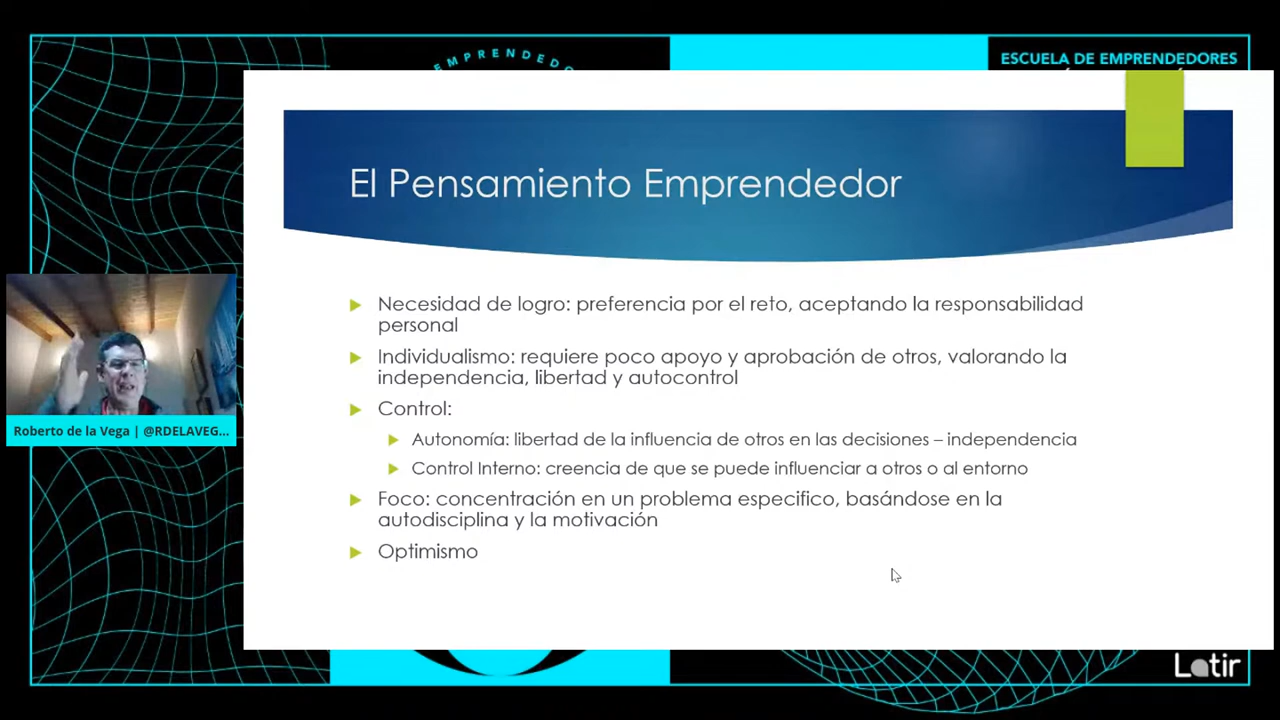 EMPRENDEDO
ESCUELA DE EMPRENDEDORES
El Pensamiento Emprendedor
Necesidad de logro: preferencia por el reto, aceptando la responsabilidad
personal
Individualismo: requiere poco apoyo y aprobación de otros, valorando la
independencia, libertad y autocontrol
Control:
Autonomía: libertad de la influencia de otros en las decisiones – independencia
Control Interno: creencia de que se puede influenciar a otros o al entorno
Foco: concentración en un problema especifico, basándose en la
autodisciplina y la motivación
Optimismo
Roberto de la Vega | @RDELAVEG...
Latir